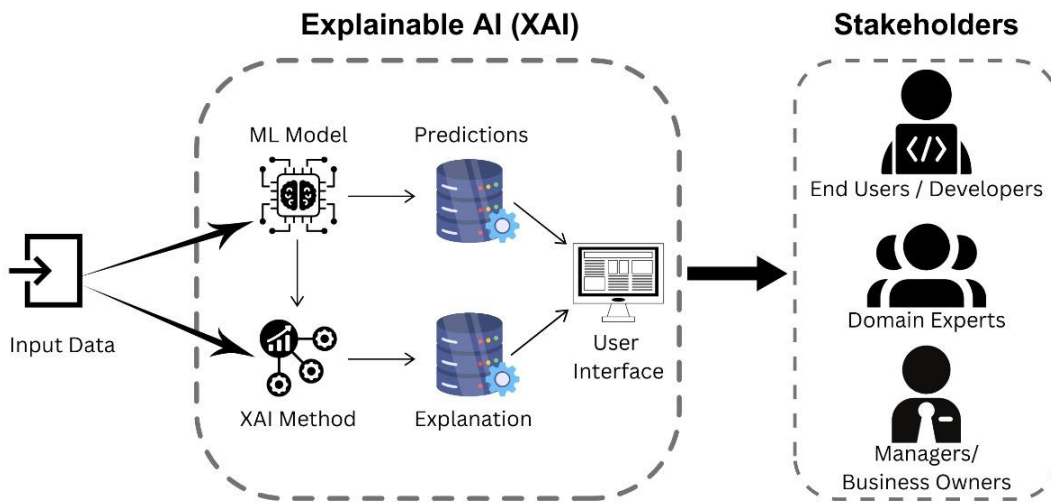 Explainable AI (XAI)
Stakeholders
ML Model
Predictions
</>
End Users / Developers
Input Data
User
Interface
Domain Experts
XAI Method
Explanation
Managers/
Business Owners